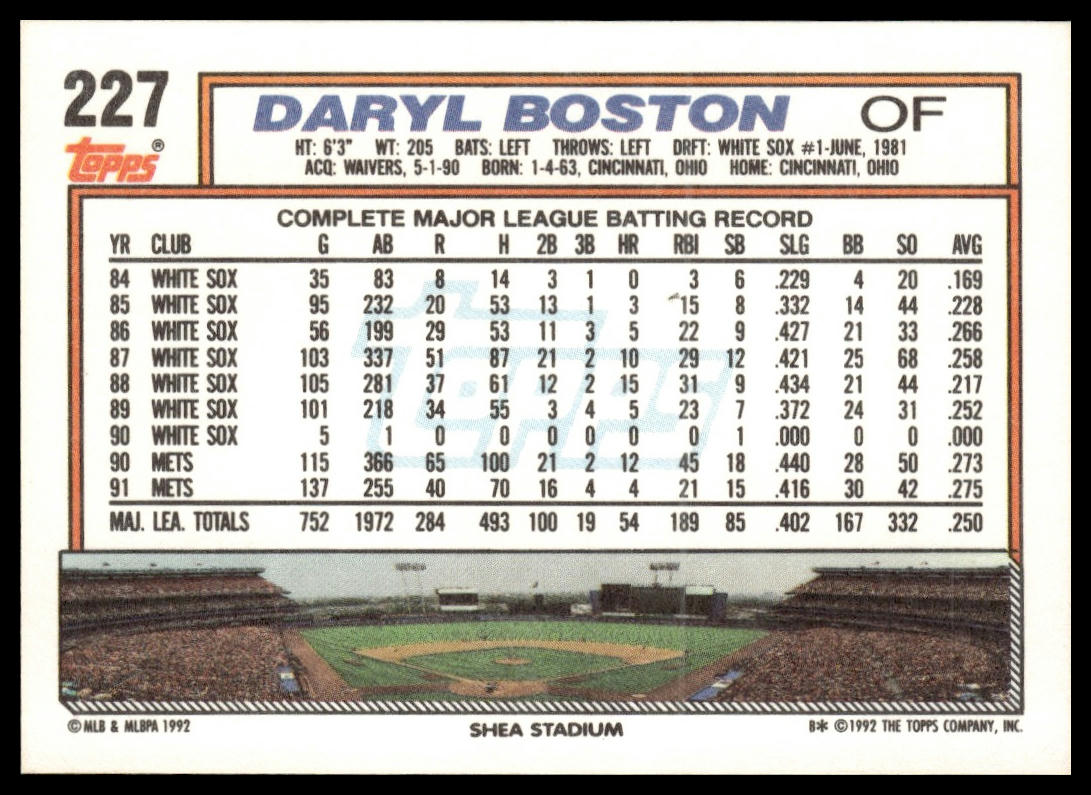 227
DARYL BOSTON OF
topps®
HT: 6'3" WT: 205 BATS: LEFT THROWS: LEFT DRFT: WHITE SOX #1-JUNE, 1981
ACQ: WAIVERS, 5-1-90 BORN: 1-4-63, CINCINNATI, OHIO HOME: CINCINNATI, OHIO
COMPLETE MAJOR LEAGUE BATTING RECORD
YR CLUB G AB R H 2B 3B HR RBI SB SLG BB SO AVG
84 WHITE SOX 35 83 8 14 3 1 0 3 6 .229 4 20 .169
85 WHITE SOX 95 232 20 53 13 1 3 15 8 .332 14 44 .228
86 WHITE SOX 56 199 29 53 11 3 5 22 9 .427 21 33 .266
87 WHITE SOX 103 337 51 87 21 2 10 29 12 .421 25 68 .258
88 WHITE SOX 105 281 37 61 12 2 15 31 9 .434 21 44 .217
89 WHITE SOX 101 218 34 55 3 4 5 23 7 .372 24 31 .252
90 WHITE SOX 5 1 0 0 0 0 0 0 1 .000 0 0 .000
90 METS 115 366 65 100 21 2 12 45 18 .440 28 50 .273
91 METS 137 255 40 70 16 4 4 21 15 .416 30 42 .275
MAJ. LEA. TOTALS 752 1972 284 493 100 19 54 189 85 .402 167 332 .250
topps
© MLB & MLBPA 1992 SHEA STADIUM B* © 1992 THE TOPPS COMPANY, INC.